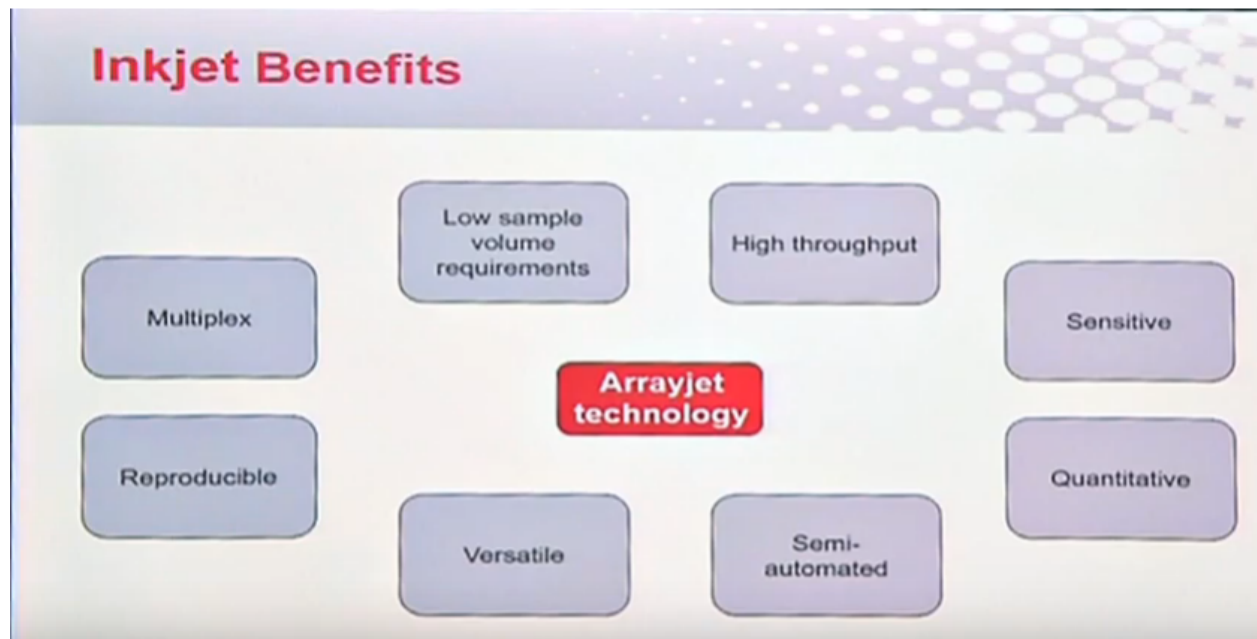 Inkjet Benefits
Low sample
volume
requirements
High throughput
Multiplex
Sensitive
Arrayjet
technology
Reproducible
Quantitative
Versatile
Semi-
automated